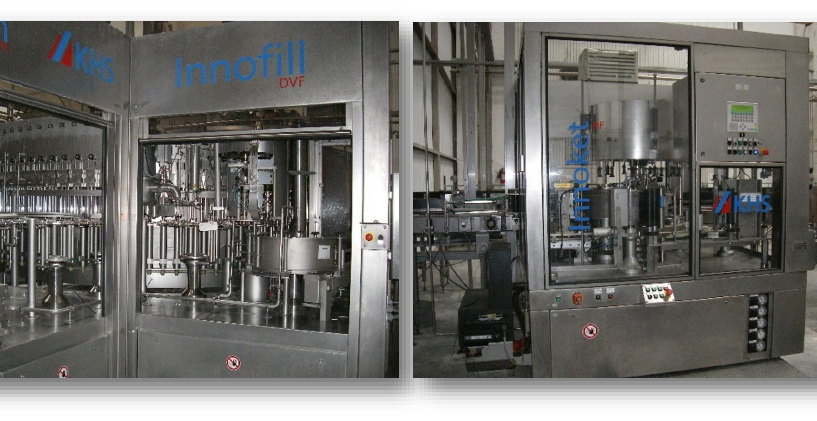 KHS
Innofill
DVF
Innoket
KHS